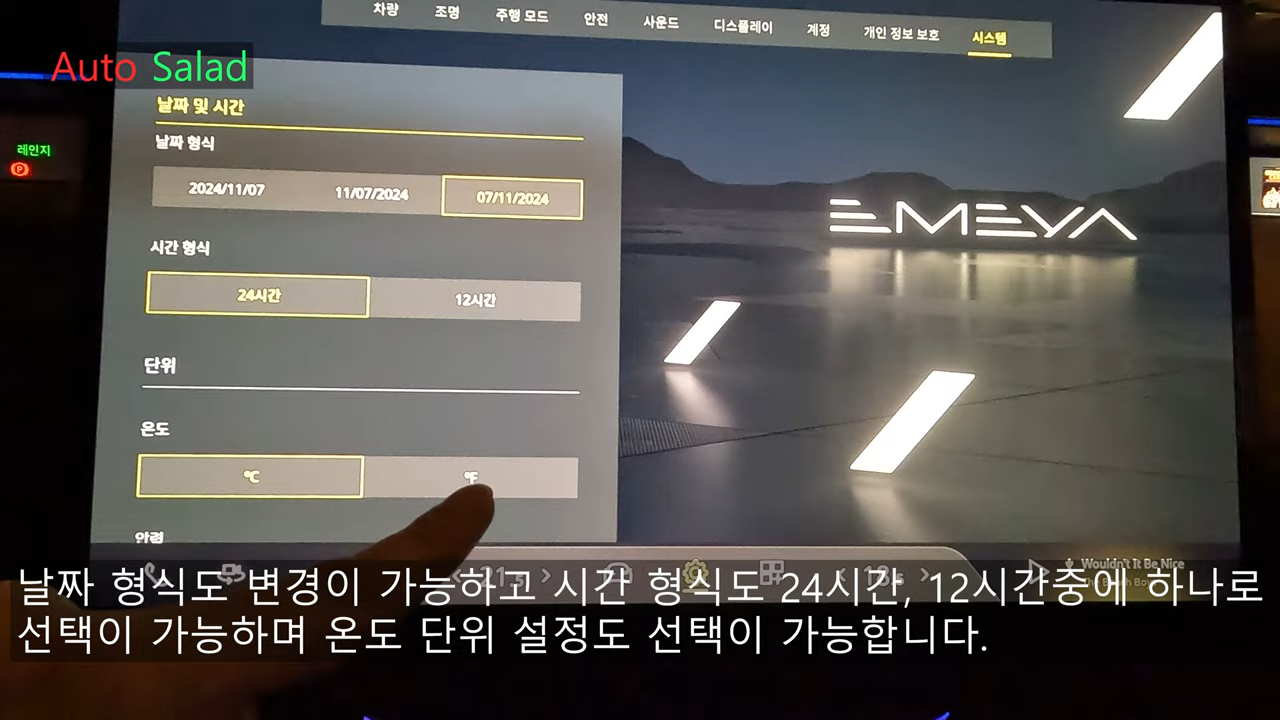 차량 조명 주행 모드 안전 사운드 디스플레이 계정 개인 정보 보호 시스템
Auto Salad
날짜 및 시간
날짜 형식
2024/11/07 11/07/2024 07/11/2024
레인지
P
EMEYA
시간 형식
24시간 12시간
단위
온도
°C °F
압력
Wouldn't It Be Nice
날짜 형식도 변경이 가능하고 시간 형식도 24시간, 12시간중에 하나로
선택이 가능하며 온도 단위 설정도 선택이 가능합니다.